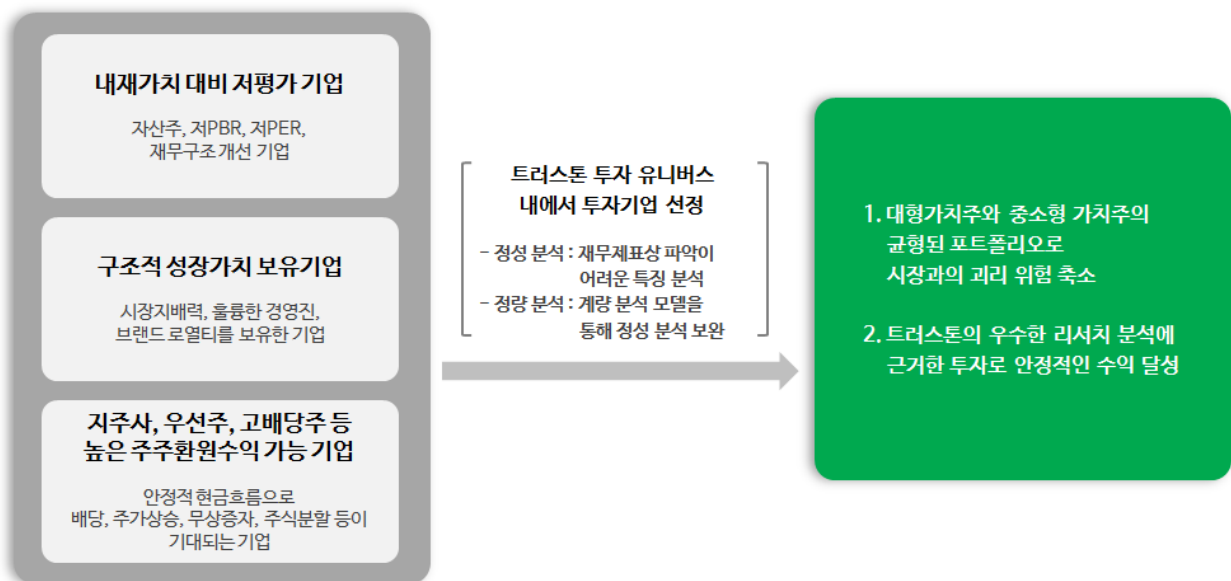 내재가치 대비 저평가 기업
자산주, 저PBR, 저PER,
재무구조 개선 기업
구조적 성장가치 보유기업
시장지배력, 훌륭한 경영진,
브랜드 로열티를 보유한 기업
지주사, 우선주, 고배당주 등
높은 주주환원수익 가능 기업
안정적 현금흐름으로
배당, 주가상승, 무상증자, 주식분할 등이
기대되는 기업
트러스톤 투자 유니버스
내에서 투자기업 선정
- 정성 분석 : 재무제표상 파악이
어려운 특징 분석
- 정량 분석 : 계량 분석 모델을
통해 정성 분석 보완
1. 대형가치주와 중소형 가치주의
균형된 포트폴리오로
시장과의 괴리 위험 축소
2. 트러스톤의 우수한 리서치 분석에
근거한 투자로 안정적인 수익 달성